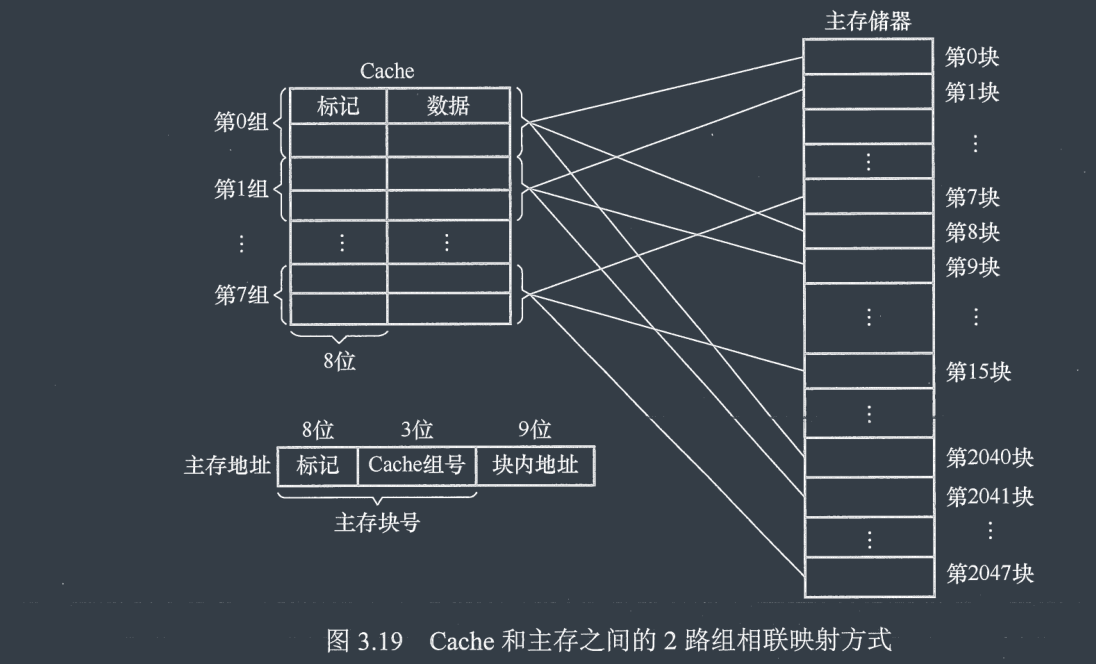 主存储器
第0块
第1块
⋮
⋮
第7块
第8块
第9块
⋮
⋮
第15块
⋮
第2040块
第2041块
⋮
⋮
第2047块
Cache
标记 数据
第0组
第1组
⋮ ⋮ ⋮
第7组
8位
8位 3位 9位
主存地址 标记 Cache组号 块内地址
主存块号
图 3.19 Cache 和主存之间的 2 路组相联映射方式